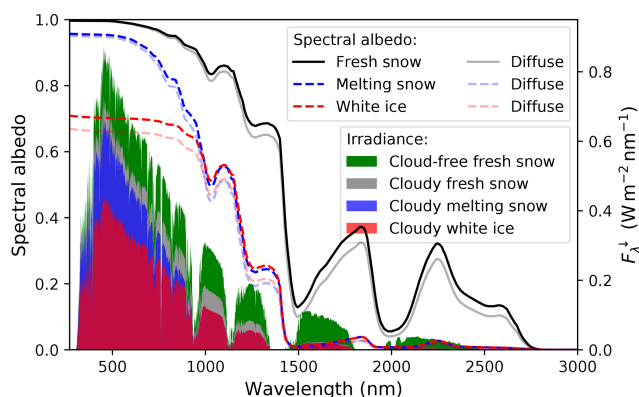 Spectral albedo:
Fresh snow Diffuse
Melting snow Diffuse
White ice Diffuse
Irradiance:
Cloud-free fresh snow
Cloudy fresh snow
Cloudy melting snow
Cloudy white ice
1.0
0.8
0.6
0.4
0.2
0.0
Spectral albedo
0.8
0.6
0.4
0.2
0.0
F_λ^↓ (W m⁻² nm⁻¹)
500 1000 1500 2000 2500 3000
Wavelength (nm)